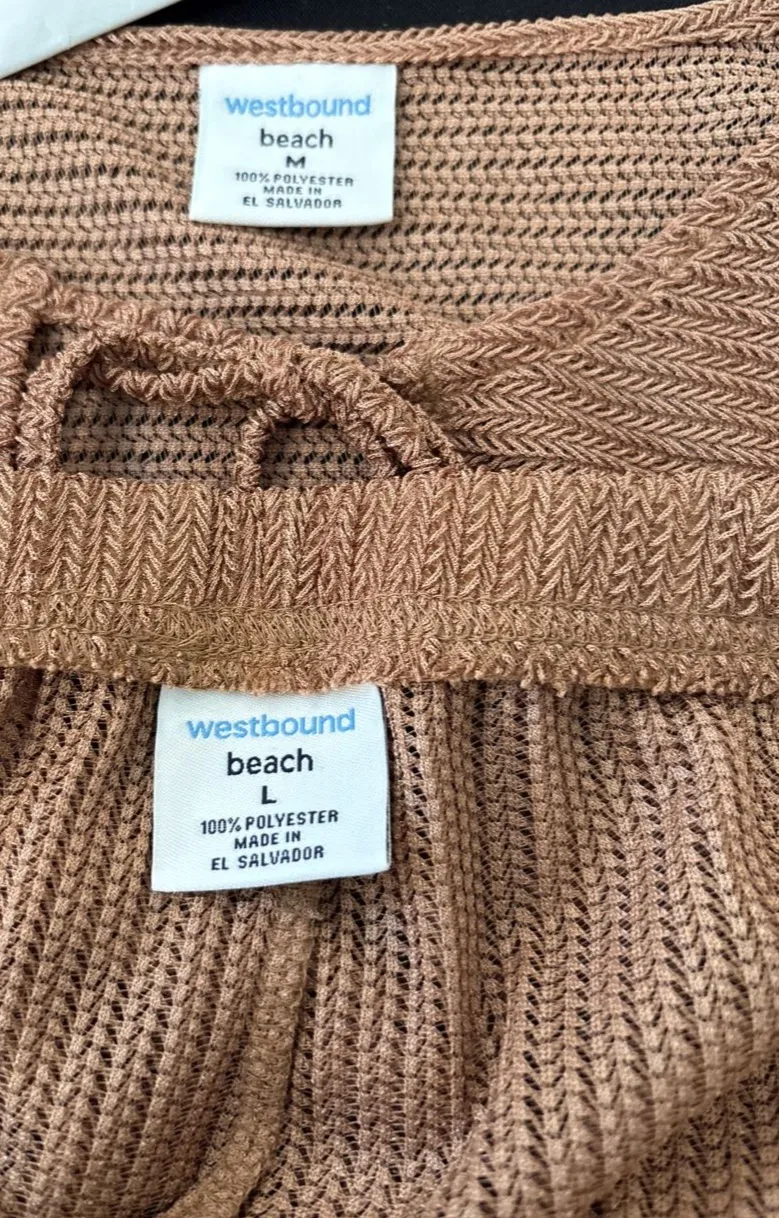 westbound
beach
M
100% POLYESTER
MADE IN
EL SALVADOR
westbound
beach
L
100% POLYESTER
MADE IN
EL SALVADOR